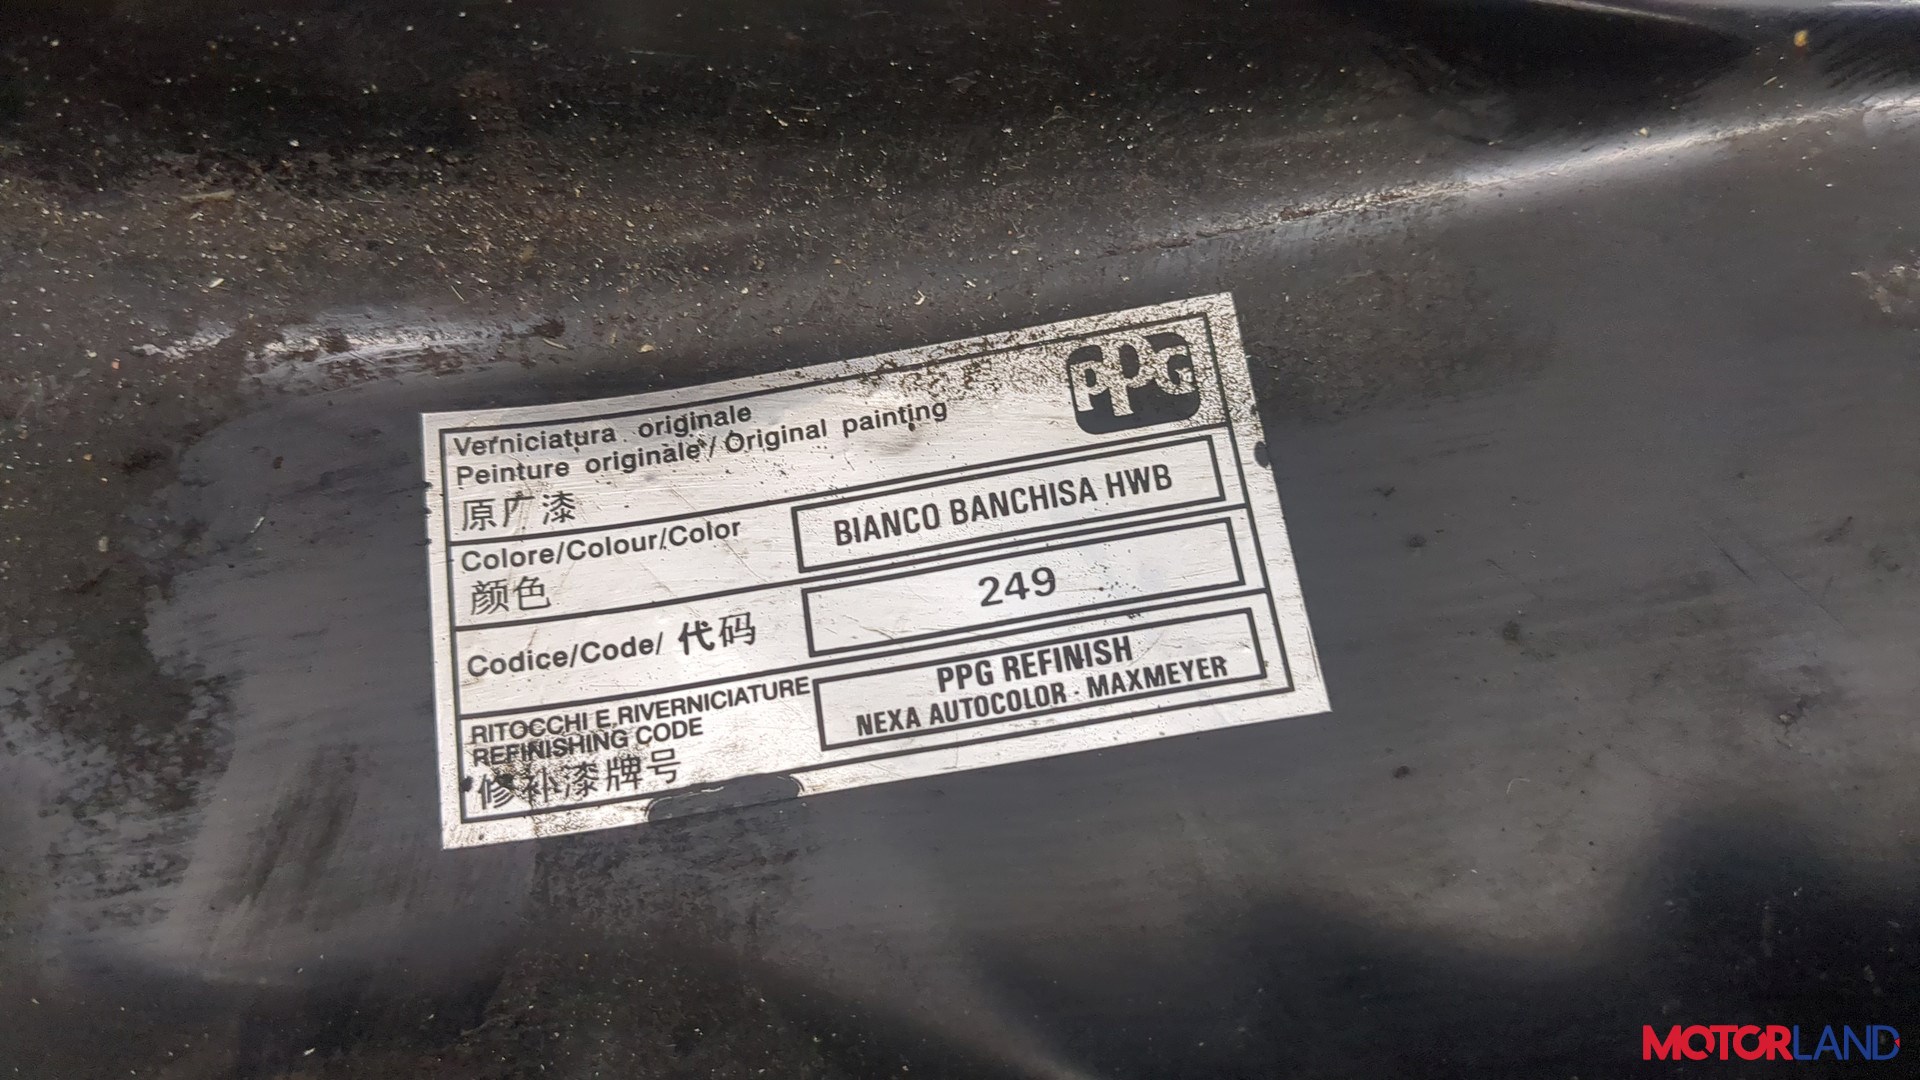 PPG
Verniciatura originale
Peinture originale / Original painting
原厂漆
Colore/Colour/Color
颜色
BIANCO BANCHISA HWB
Codice/Code/ 代码
249
RITOCCHI E RIVERNICIATURE
REFINISHING CODE
修补漆牌号
PPG REFINISH
NEXA AUTOCOLOR - MAXMEYER
MOTORLAND